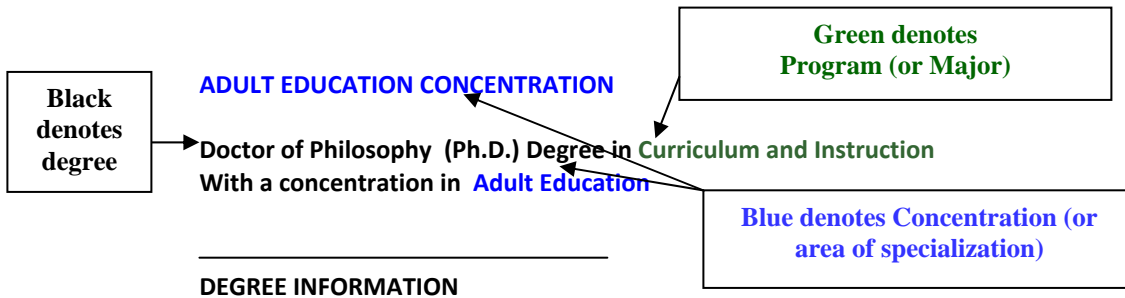 Green denotes
Program (or Major)
ADULT EDUCATION CONCENTRATION
Black
denotes
degree
Doctor of Philosophy (Ph.D.) Degree in Curriculum and Instruction
With a concentration in Adult Education
Blue denotes Concentration (or
area of specialization)
DEGREE INFORMATION